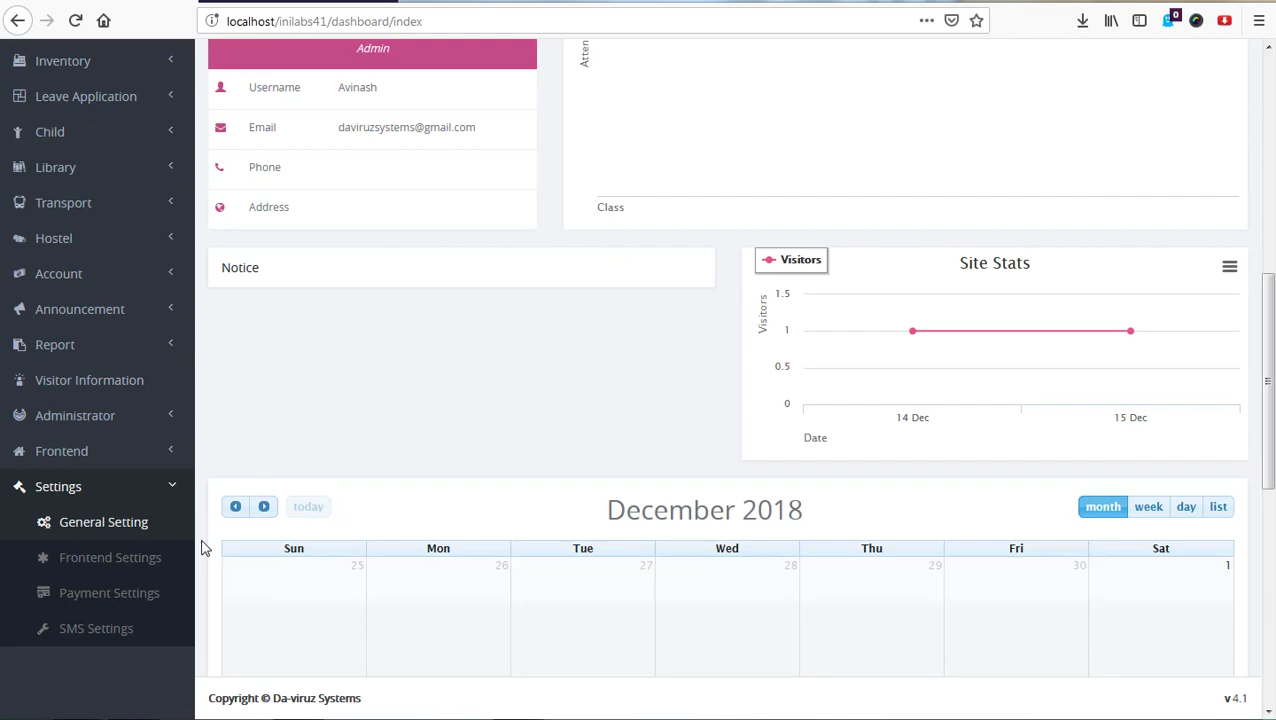 localhost/inilabs41/dashboard/index
0
Inventory
Leave Application
Child
Library
Transport
Hostel
Account
Announcement
Report
Visitor Information
Administrator
Frontend
Settings
General Setting
Frontend Settings
Payment Settings
SMS Settings
Admin
Username Avinash
Email daviruzsystems@gmail.com
Phone
Address
Atten
Class
Notice
Visitors
Site Stats
Visitors
1.5
1
0.5
0
14 Dec 15 Dec
Date
today
December 2018
month week day list
Sun Mon Tue Wed Thu Fri Sat
25 26 27 28 29 30 1
Copyright © Da-viruz Systems
v 4.1